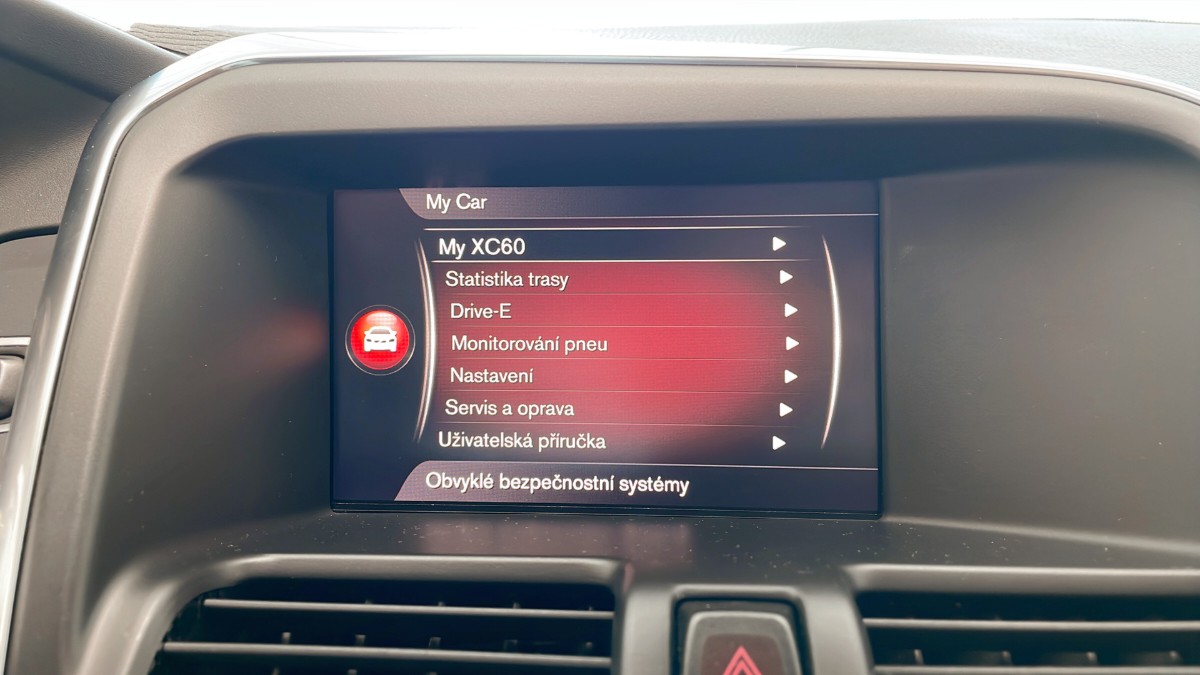 My Car
My XC60
Statistika trasy
Drive-E
Monitorování pneu
Nastavení
Servis a oprava
Uživatelská příručka
Obvyklé bezpečnostní systémy